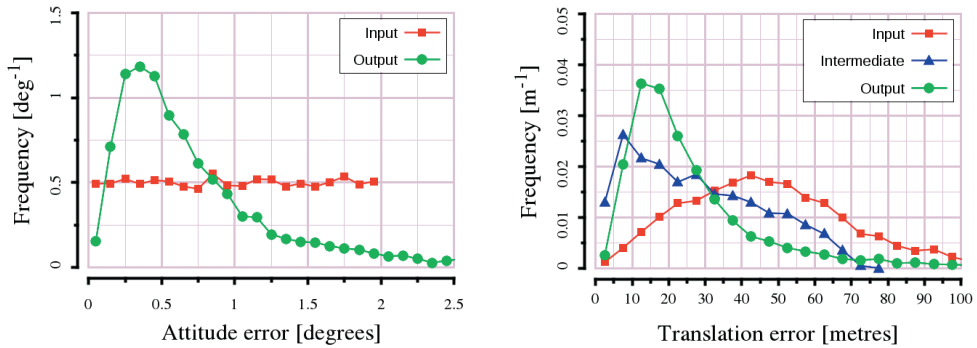 Frequency [deg-1]
1.5
1
0.5
0
Input
Output
0 0.5 1 1.5 2 2.5
Attitude error [degrees]
Frequency [m-1]
0.05
0.04
0.03
0.02
0.01
0
Input
Intermediate
Output
0 10 20 30 40 50 60 70 80 90 100
Translation error [metres]